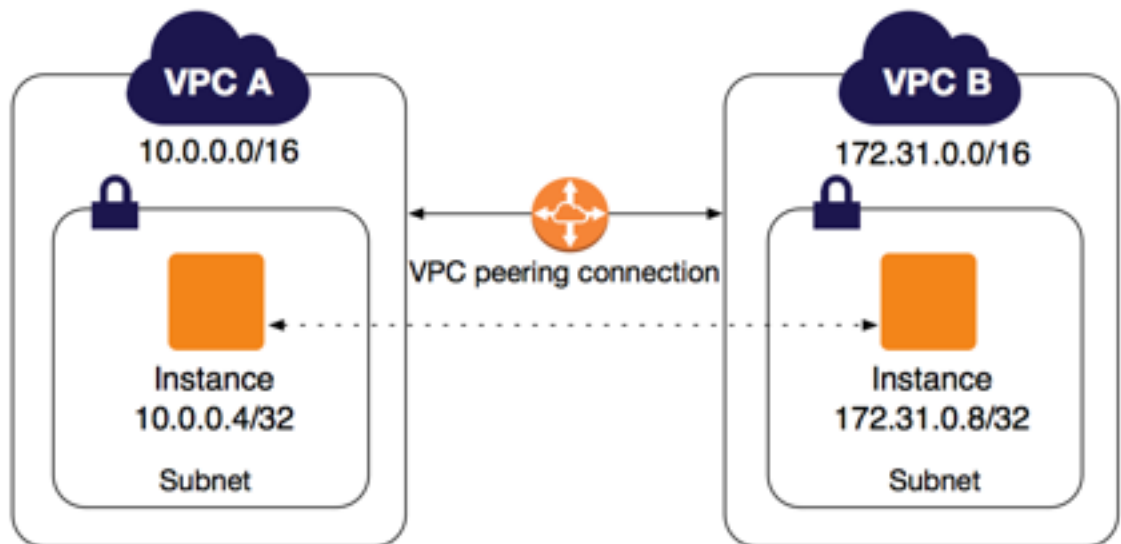 VPC A
10.0.0.0/16
Instance
10.0.0.4/32
Subnet
VPC peering connection
VPC B
172.31.0.0/16
Instance
172.31.0.8/32
Subnet